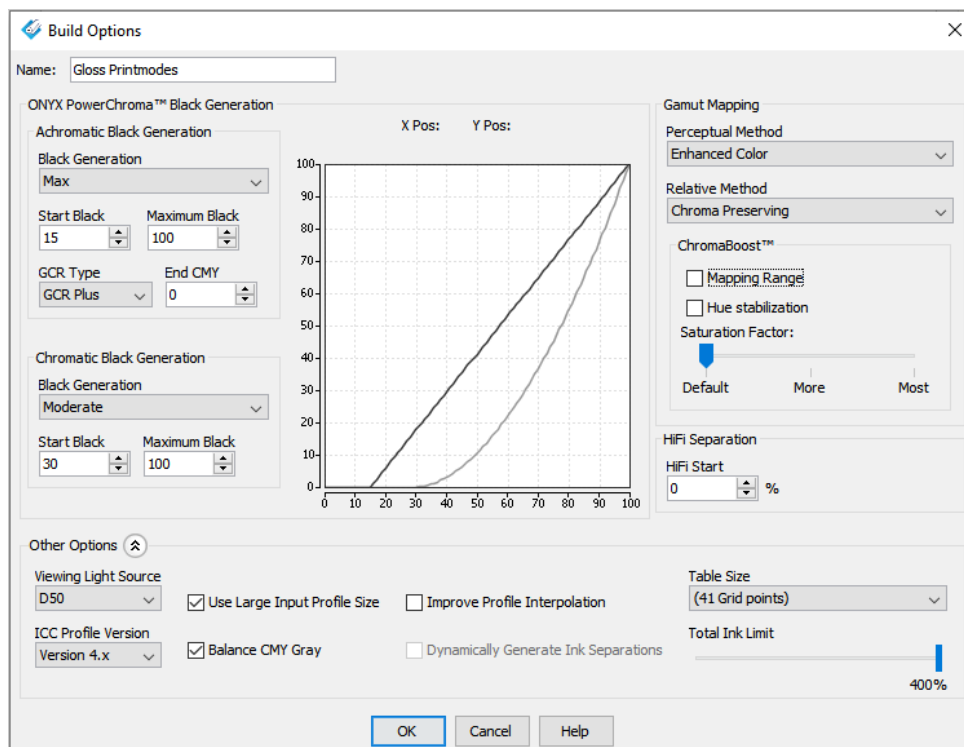 Build Options
Name: Gloss Printmodes
ONYX PowerChroma™ Black Generation
Achromatic Black Generation
Black Generation
Max
Start Black Maximum Black
15 100
GCR Type End CMY
GCR Plus 0
Chromatic Black Generation
Black Generation
Moderate
Start Black Maximum Black
30 100
X Pos: Y Pos:
100
90
80
70
60
50
40
30
20
10
0
0 10 20 30 40 50 60 70 80 90 100
Gamut Mapping
Perceptual Method
Enhanced Color
Relative Method
Chroma Preserving
ChromaBoost™
Mapping Range
Hue stabilization
Saturation Factor:
Default More Most
HiFi Separation
HiFi Start
0 %
Other Options
Viewing Light Source
D50
ICC Profile Version
Version 4.x
Use Large Input Profile Size
Balance CMY Gray
Improve Profile Interpolation
Dynamically Generate Ink Separations
Table Size
(41 Grid points)
Total Ink Limit
400%
OK Cancel Help